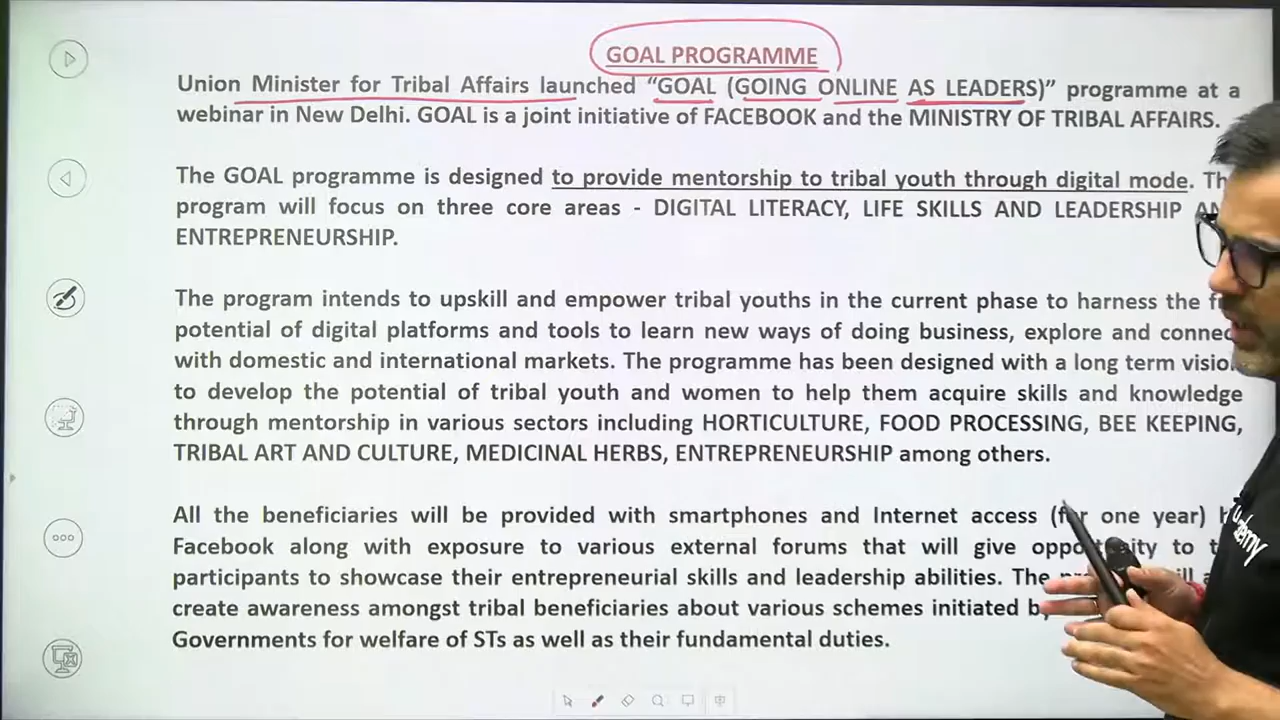 GOAL PROGRAMME
Union Minister for Tribal Affairs launched “GOAL (GOING ONLINE AS LEADERS)” programme at a
webinar in New Delhi. GOAL is a joint initiative of FACEBOOK and the MINISTRY OF TRIBAL AFFAIRS.
The GOAL programme is designed to provide mentorship to tribal youth through digital mode.
program will focus on three core areas - DIGITAL LITERACY, LIFE SKILLS AND LEADERSHIP
ENTREPRENEURSHIP.
The program intends to upskill and empower tribal youths in the current phase to harness the
potential of digital platforms and tools to learn new ways of doing business, explore and
with domestic and international markets. The programme has been designed with a long term
to develop the potential of tribal youth and women to help them acquire skills and knowledge
through mentorship in various sectors including HORTICULTURE, FOOD PROCESSING, BEE KEEPING,
TRIBAL ART AND CULTURE, MEDICINAL HERBS, ENTREPRENEURSHIP among others.
All the beneficiaries will be provided with smartphones and Internet access (for one year)
Facebook along with exposure to various external forums that will give opportunity to
participants to showcase their entrepreneurial skills and leadership abilities. The
create awareness amongst tribal beneficiaries about various schemes initiated
Governments for welfare of STs as well as their fundamental duties.